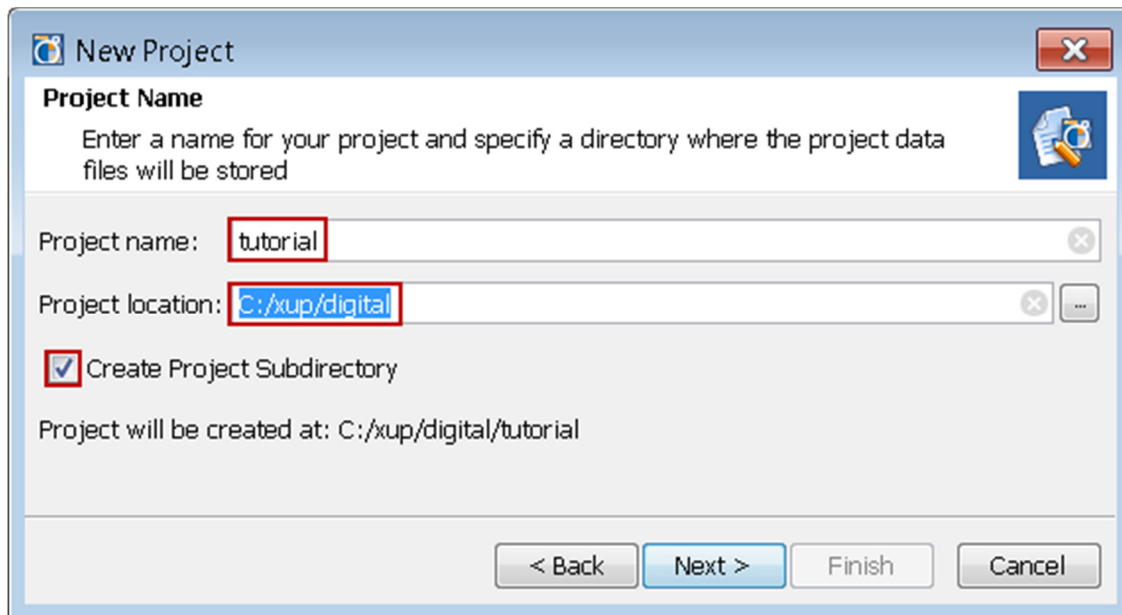 New Project
Project Name
Enter a name for your project and specify a directory where the project data
files will be stored
Project name: tutorial
Project location: C:/xup/digital ...
Create Project Subdirectory
Project will be created at: C:/xup/digital/tutorial
< Back Next > Finish Cancel